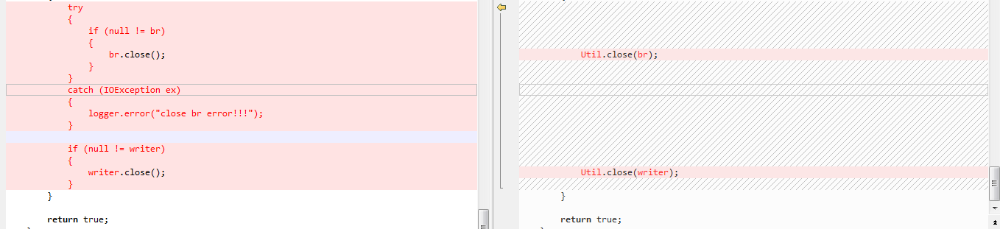 try
{
if (null != br)
{
br.close();
}
}
catch (IOException ex)
{
logger.error("close br error!!!");
}
if (null != writer)
{
writer.close();
}
}
return true;
Util.close(br);
Util.close(writer);
}
return true;